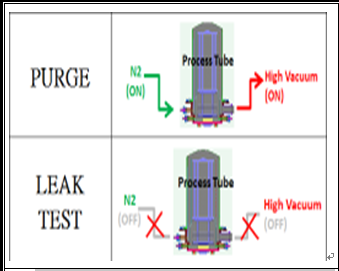 PURGE
N2
(ON)
Process Tube
High Vacuum
(ON)
LEAK
TEST
N2
(OFF)
Process Tube
High Vacuum
(OFF)